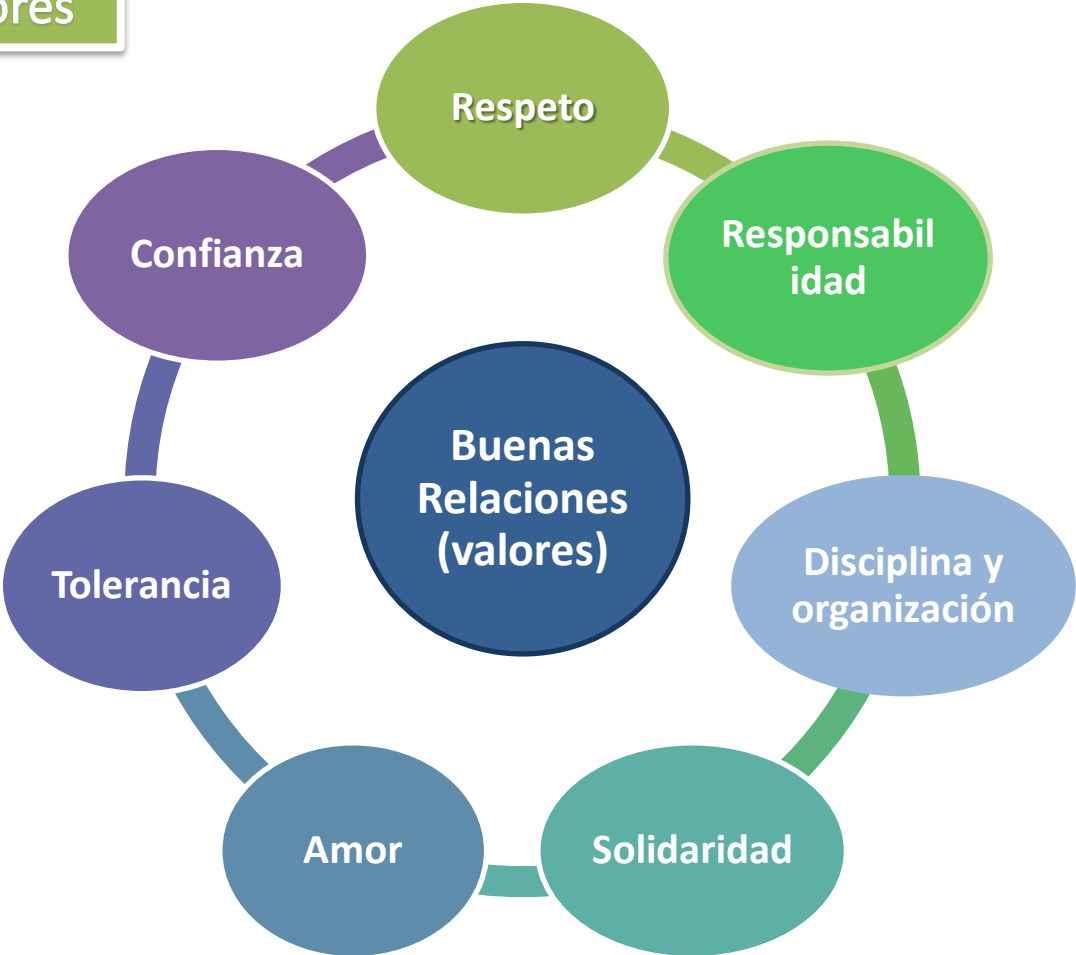 ores
Respeto
Responsabil
idad
Confianza
Buenas
Relaciones
(valores)
Disciplina y
organización
Tolerancia
Amor
Solidaridad